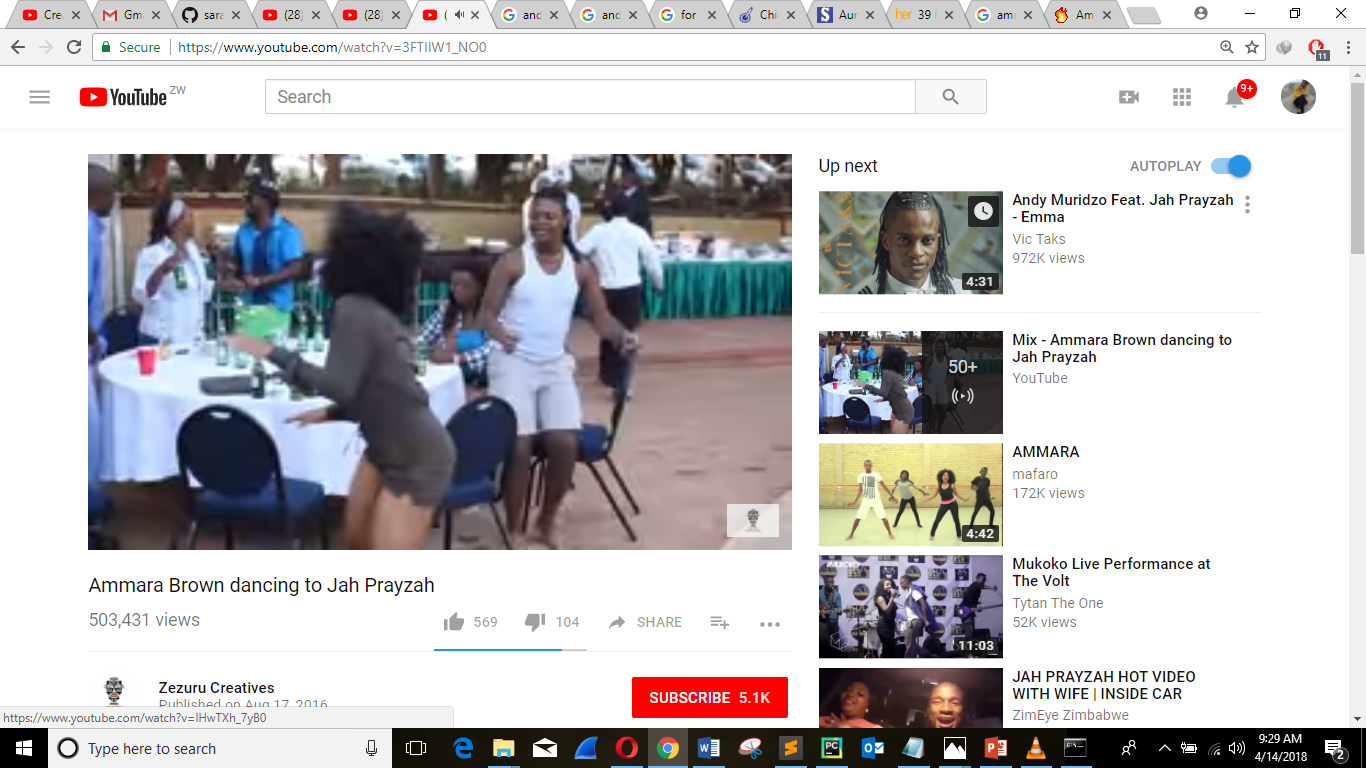 Crea
Gm
sara
(28)
(28)
(
and
and
for
Chi
Aur
her 39
am
Am
Secure
https://www.youtube.com/watch?v=3FTIIW1_NO0
11
YouTube ZW
Search
9+
Up next
AUTOPLAY
Andy Muridzo Feat. Jah Prayzah
- Emma
Vic Taks
972K views
4:31
Mix - Ammara Brown dancing to
Jah Prayzah
YouTube
50+
AMMARA
mafaro
172K views
4:42
Mukoko Live Performance at
The Volt
Tytan The One
52K views
11:03
JAH PRAYZAH HOT VIDEO
WITH WIFE | INSIDE CAR
ZimEye Zimbabwe
Ammara Brown dancing to Jah Prayzah
503,431 views
569
104
SHARE
Zezuru Creatives
Published on Aug 17, 2016
SUBSCRIBE 5.1K
https://www.youtube.com/watch?v=IHwTXh_7yB0
Type here to search
9:29 AM
4/14/2018
2